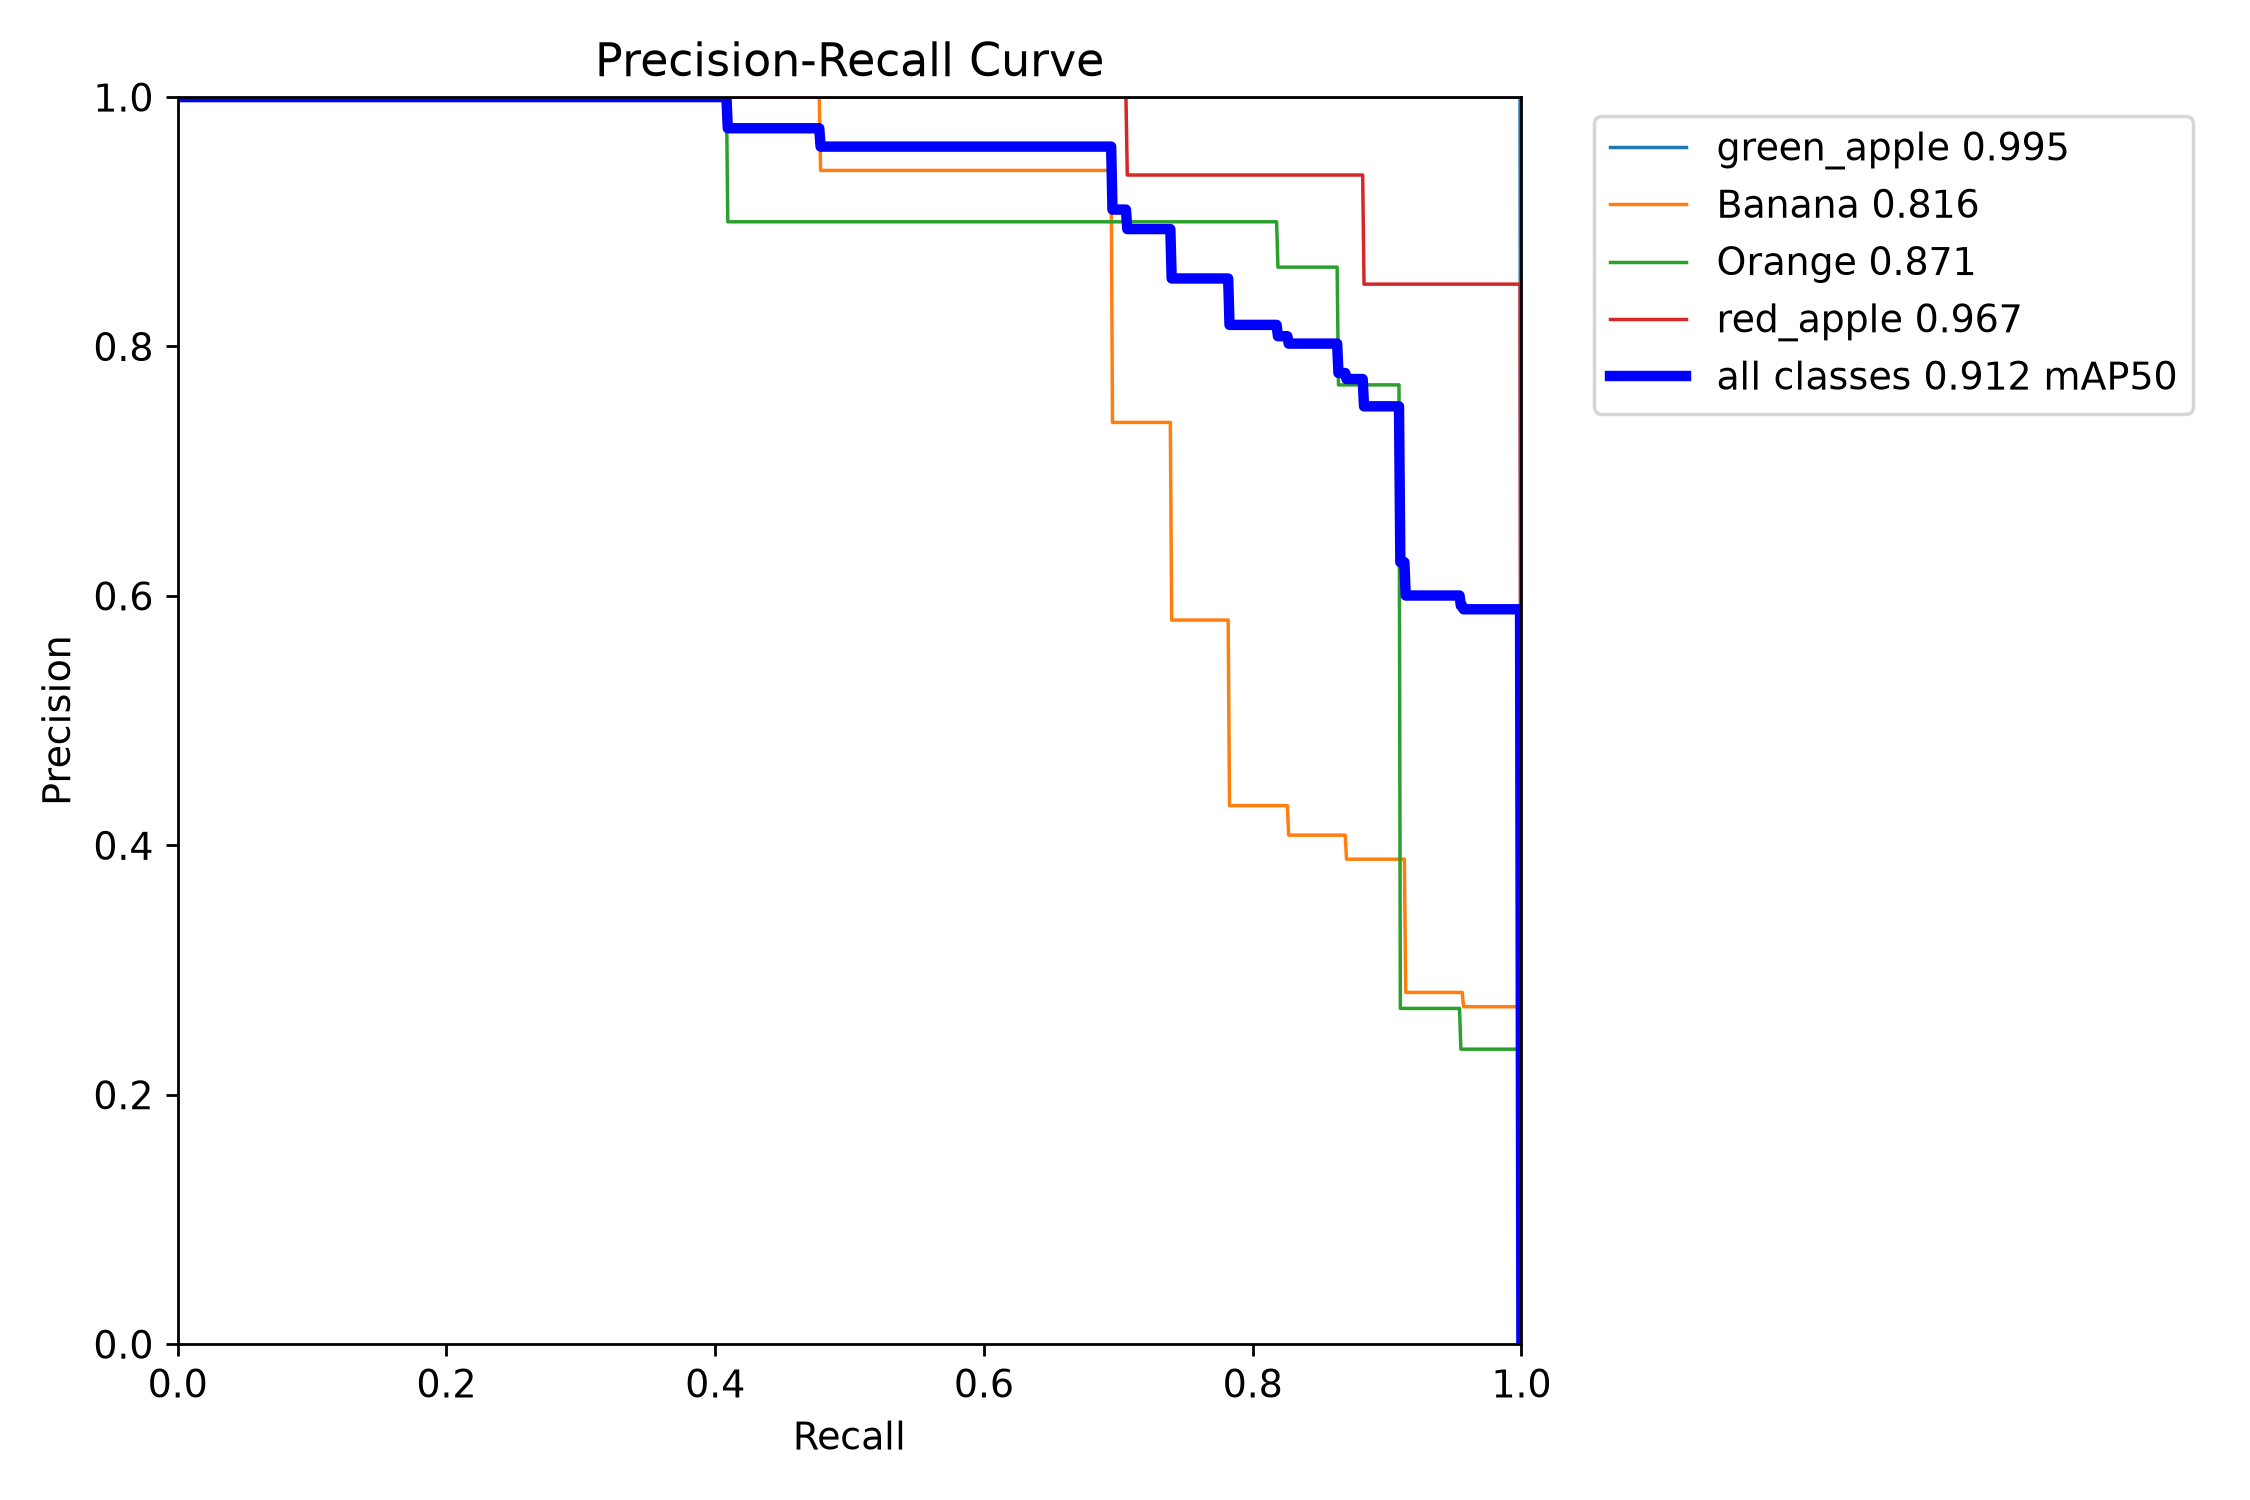 Precision-Recall Curve
1.0
0.8
0.6
0.4
0.2
0.0
Precision
0.0 0.2 0.4 0.6 0.8 1.0
Recall
green_apple 0.995
Banana 0.816
Orange 0.871
red_apple 0.967
all classes 0.912 mAP50